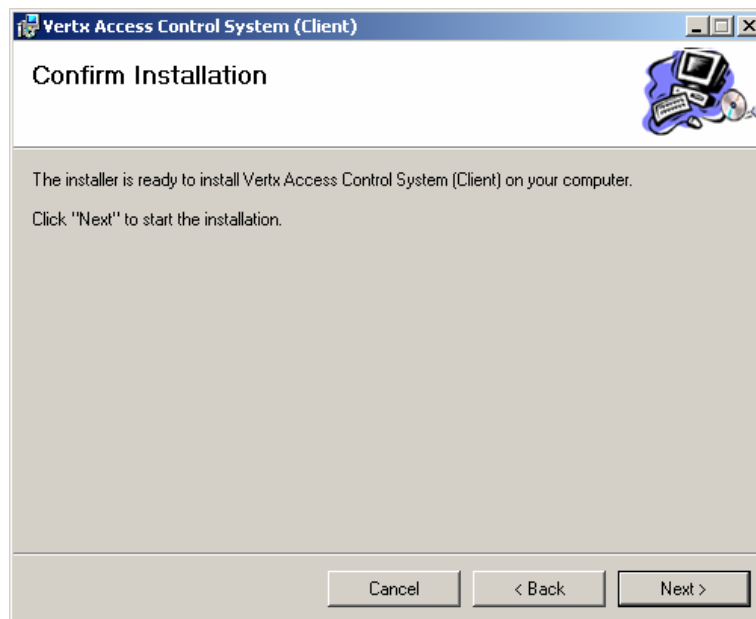 Vertx Access Control System (Client)
Confirm Installation
The installer is ready to install Vertx Access Control System (Client) on your computer.
Click "Next" to start the installation.
Cancel
< Back
Next >